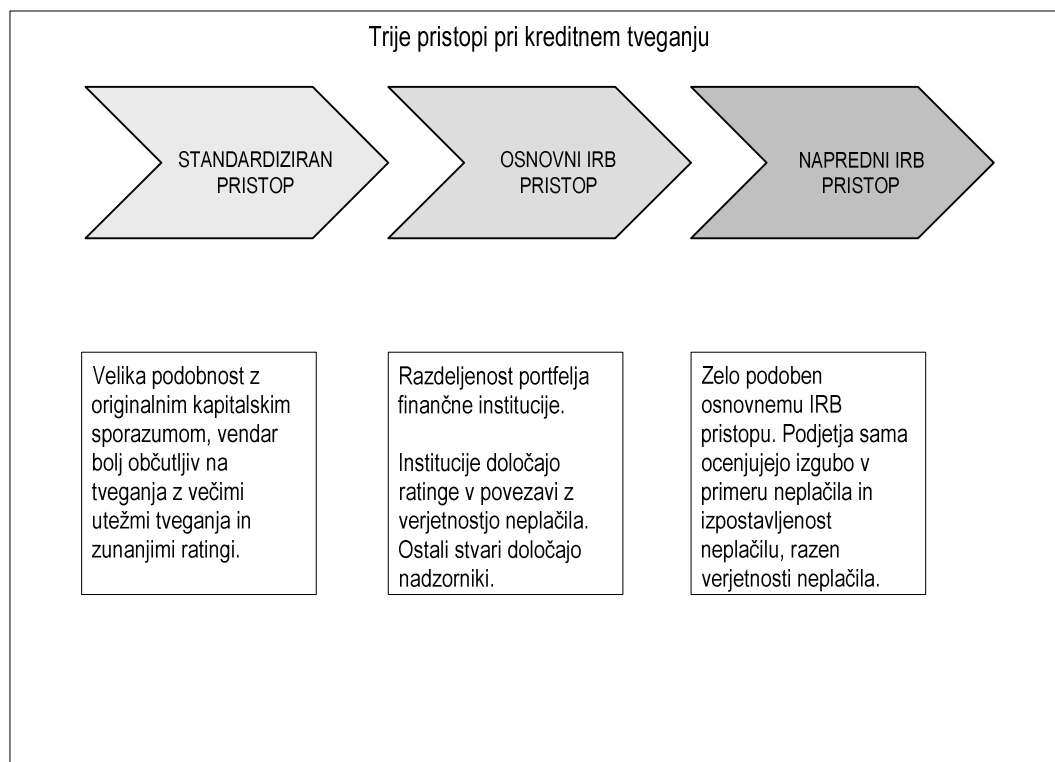 Trije pristopi pri kreditnem tveganju
STANDARDIZIRAN
PRISTOP
OSNOVNI IRB
PRISTOP
NAPREDNI IRB
PRISTOP
Velika podobnost z
originalnim kapitalskim
sporazumom, vendar
bolj občutljiv na
tveganja z večimi
utežmi tveganja in
zunanjimi ratingi.
Razdeljenost portfelja
finančne institucije.
Institucije določajo
ratinge v povezavi z
verjetnostjo neplačila.
Ostali stvari določajo
nadzorniki.
Zelo podoben
osnovnemu IRB
pristopu. Podjetja sama
ocenjujejo izgubo v
primeru neplačila in
izpostavljenost
neplačilu, razen
verjetnosti neplačila.